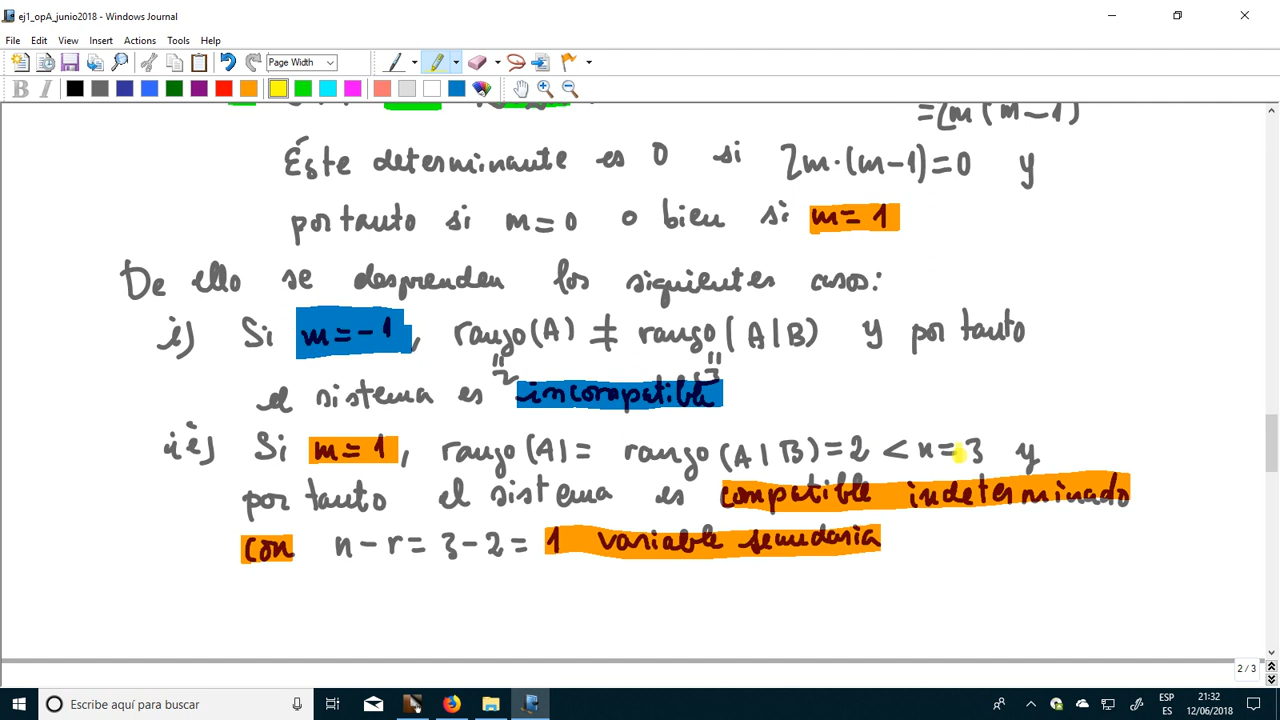 ej1_opA_junio2018 - Windows Journal
File Edit View Insert Actions Tools Help
Page Width
B I
=2m(m-1)
Éste determinante es 0 si 2m·(m-1)=0 y
por tanto si m=0 o bien si m=1
De ello se desprenden los siguientes casos:
i) Si m=-1, rango(A) ≠ rango(A|B) y por tanto
"2 "3
el sistema es incompatible
ii) Si m=1, rango(A)= rango(A|B)=2 < n=3 y
por tanto el sistema es compatible indeterminado
con n-r= 3-2= 1 variable secundaria
2 / 3
Escribe aquí para buscar
ESP
ES
21:32
12/06/2018